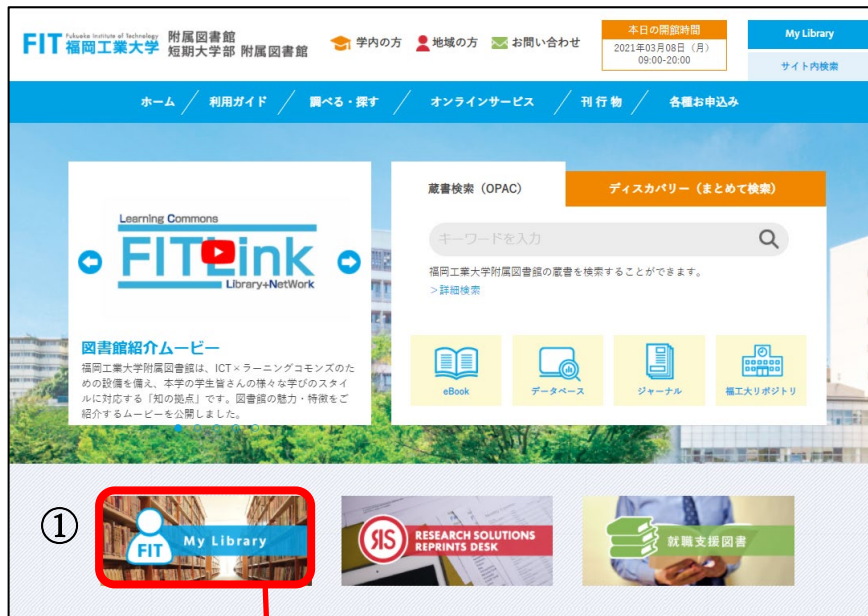 FIT Fukuoka Institute of Technology 福岡工業大学
附属図書館
短期大学部 附属図書館
学内の方 地域の方 お問い合わせ
本日の開館時間
2021年03月08日（月）
09:00-20:00
My Library
サイト内検索
ホーム 利用ガイド 調べる・探す オンラインサービス 刊行物 各種お申込み
Learning Commons
FITLink
Library+NetWork
図書館紹介ムービー
福岡工業大学附属図書館は、ICT×ラーニングコモンズのた
めの設備を備え、本学の学生皆さんの様々な学びのスタイ
ルに対応する「知の拠点」です。図書館の魅力・特徴をご
紹介するムービーを公開しました。
蔵書検索（OPAC） ディスカバリー（まとめて検索）
キーワードを入力
福岡工業大学附属図書館の蔵書を検索することができます。
＞詳細検索
eBook データベース ジャーナル 福工大リポジトリ
①
FIT My Library
RIS RESEARCH SOLUTIONS
REPRINTS DESK
就職支援図書